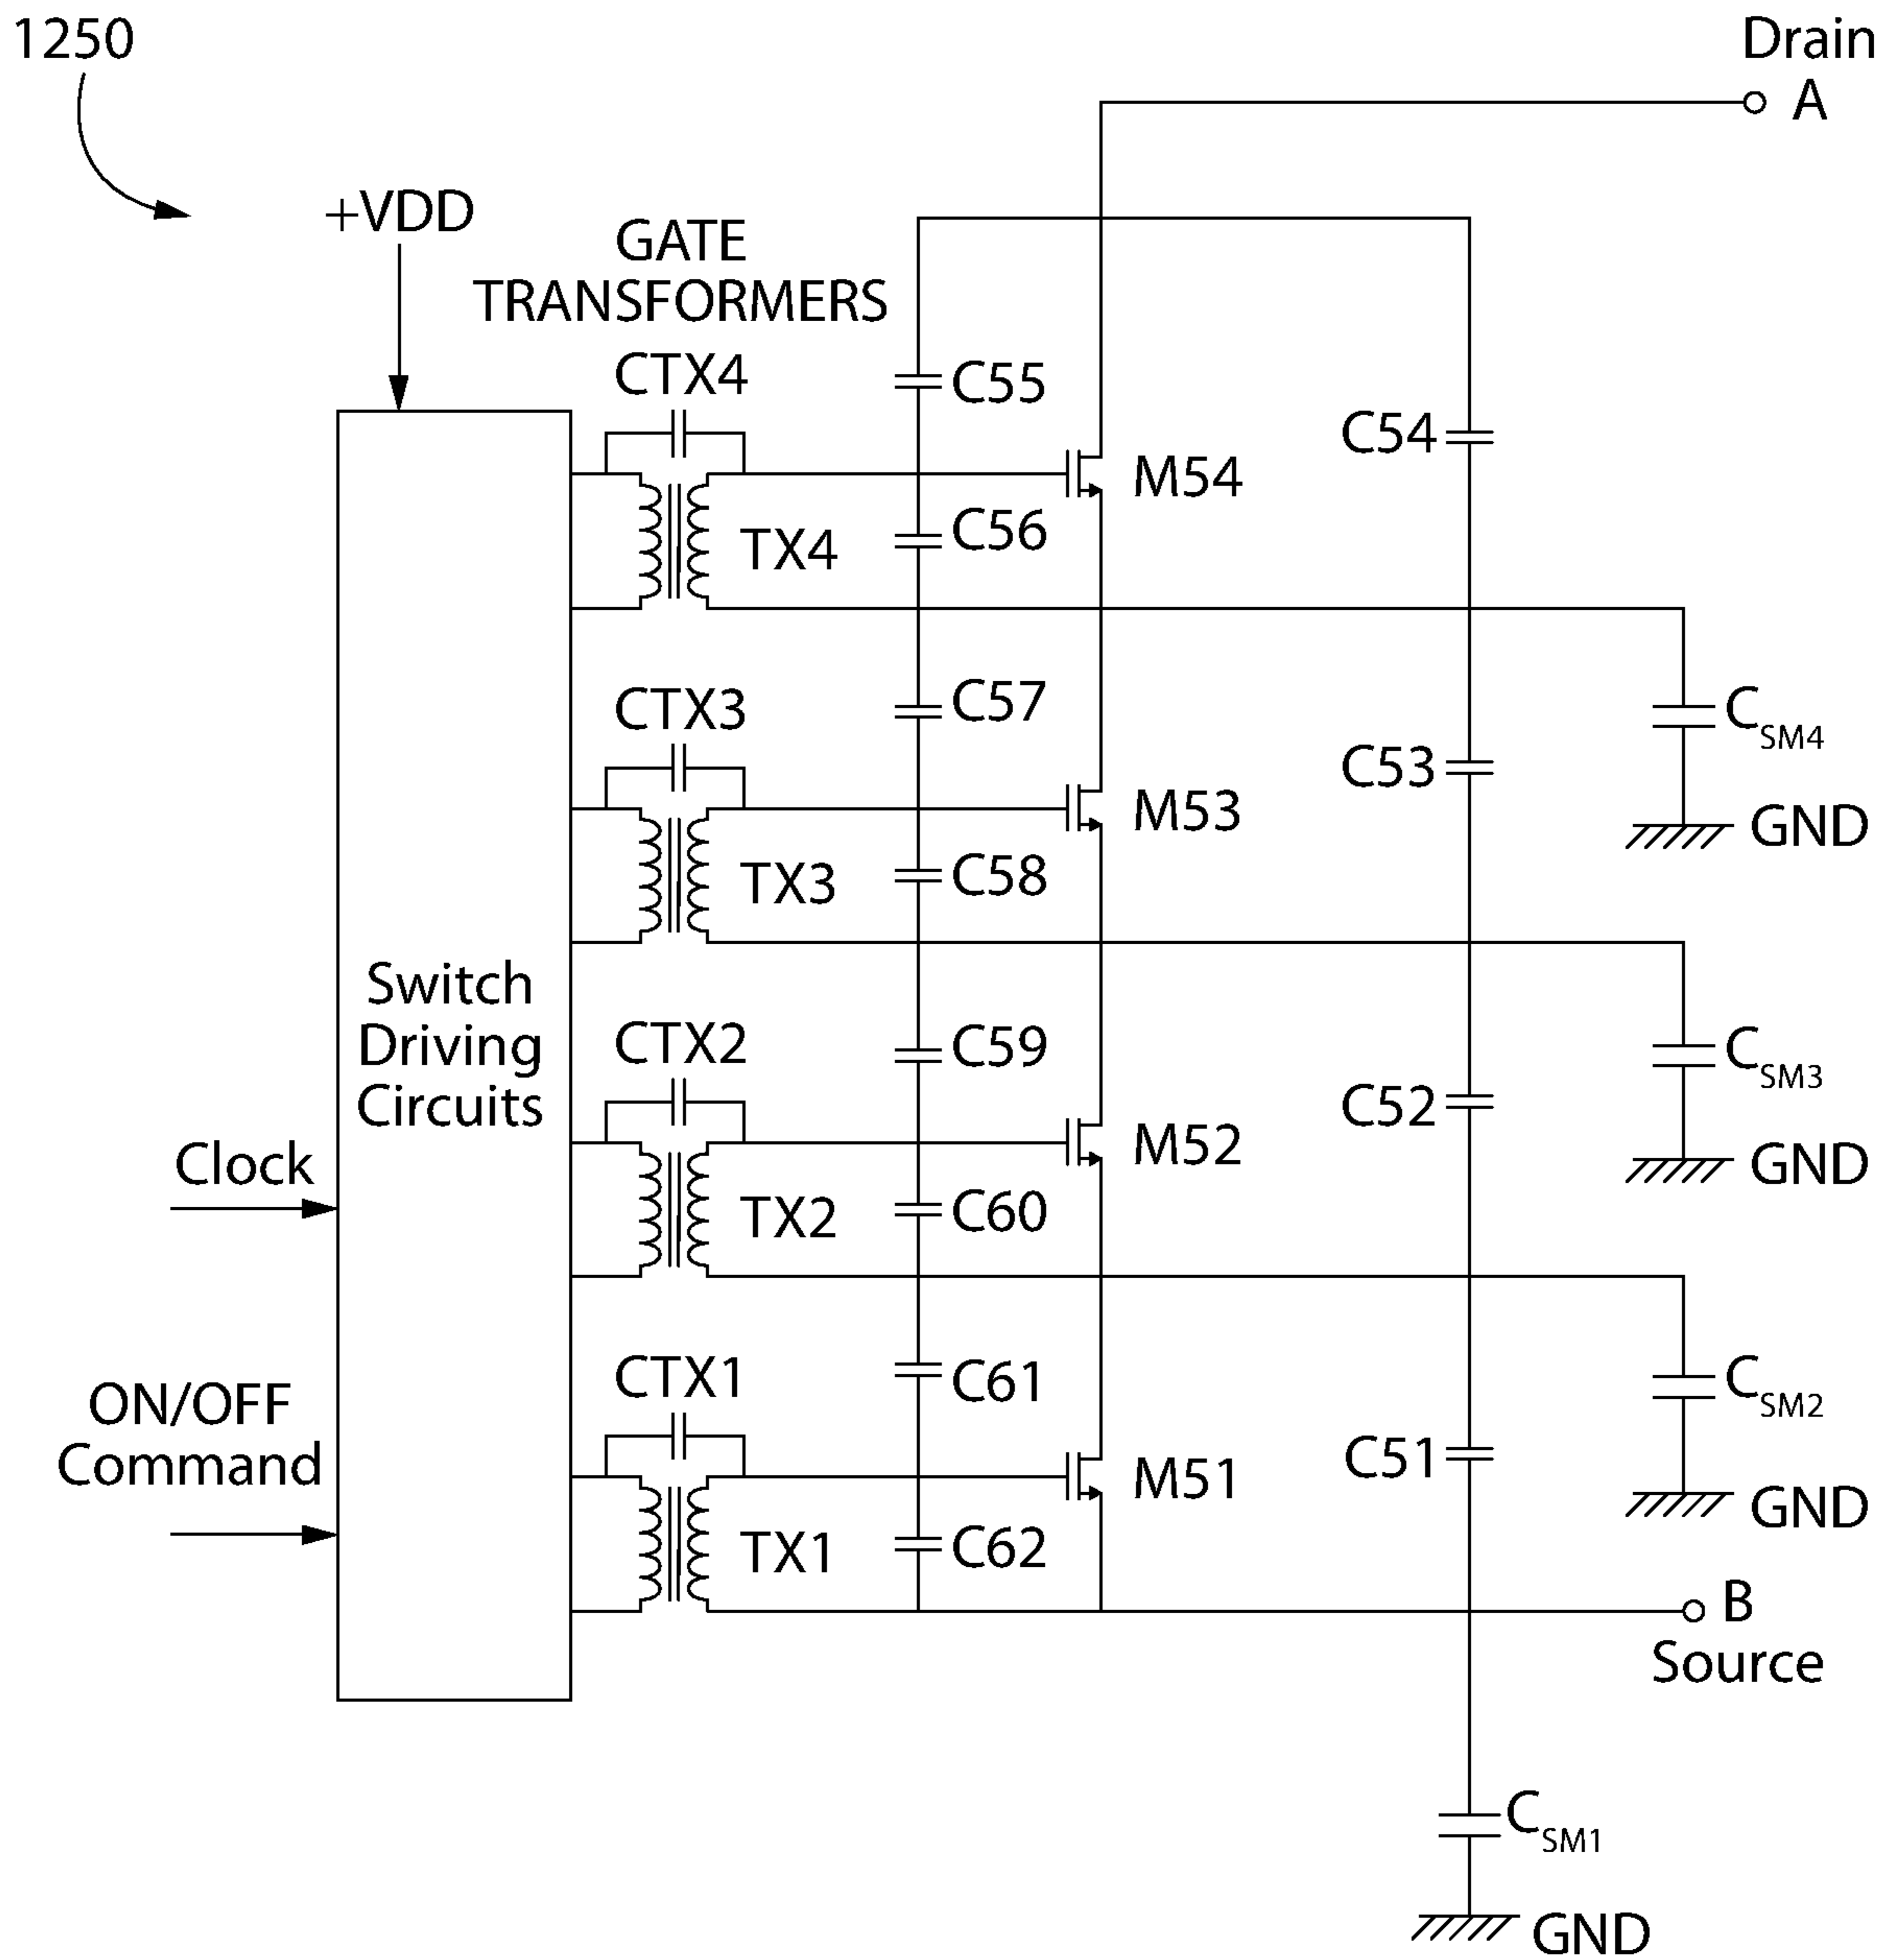 1250
Drain
A
+VDD
GATE
TRANSFORMERS
CTX4
C55
C54
M54
C56
TX4
CTX3
C57
CSM4
C53
GND
M53
TX3
C58
Switch
Driving
Circuits
CTX2
C59
CSM3
C52
M52
GND
Clock
TX2
C60
CTX1
C61
CSM2
ON/OFF
Command
C51
M51
GND
TX1
C62
B
Source
CSM1
GND